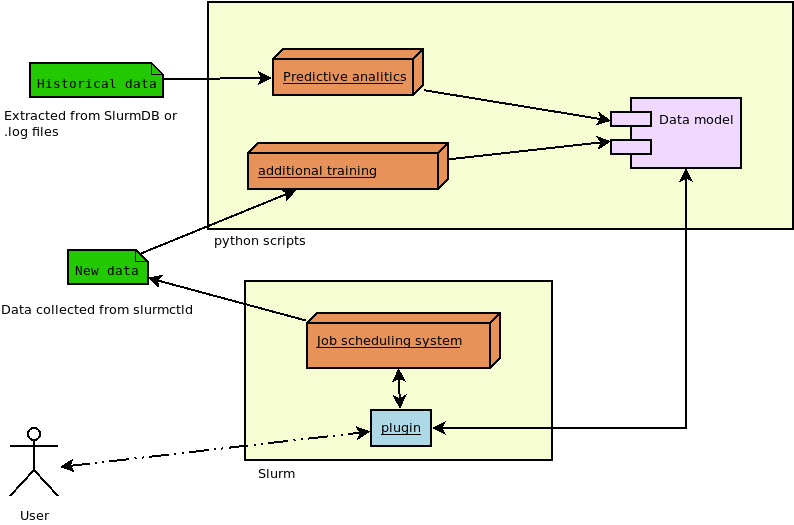 Predictive analitics
Historical data
Extracted from SlurmDB or
.log files
Data model
additional training
python scripts
New data
Data collected from slurmctld
Job scheduling system
plugin
Slurm
User